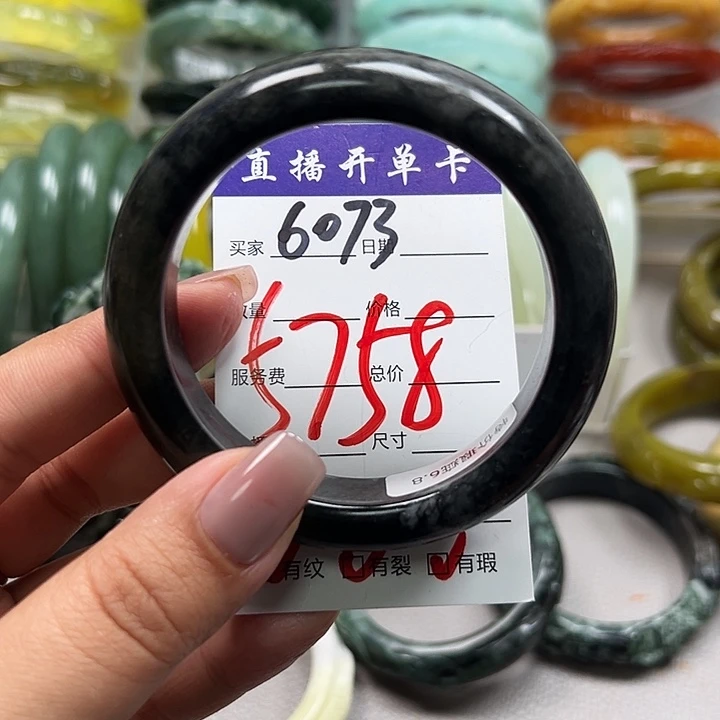 直播开单卡
买家 6073 日期
数量 价格
5758
服务费 总价
尺寸
有纹 有裂 有瑕